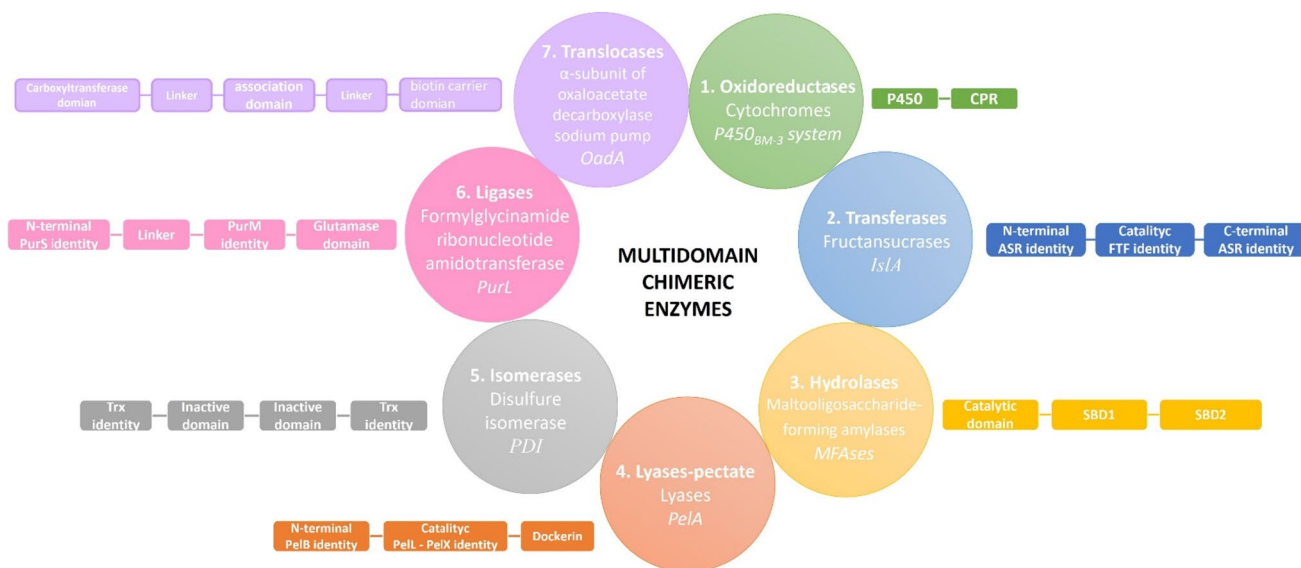 7. Translocases
α-subunit of
oxaloacetate
decarboxylase
sodium pump
OadA
Carboxyltransferase
domian
Linker
association
domain
Linker
biotin carrier
domian
1. Oxidoreductases
Cytochromes
P450BM-3 system
P450
CPR
6. Ligases
Formylglycinamide
ribonucleotide
amidotransferase
PurL
N-terminal
PurS identity
Linker
PurM
identity
Glutamase
domain
2. Transferases
Fructansucrases
IslA
N-terminal
ASR identity
Catalityc
FTF identity
C-terminal
ASR identity
MULTIDOMAIN
CHIMERIC
ENZYMES
5. Isomerases
Disulfure
isomerase
PDI
Trx
identity
Inactive
domain
Inactive
domain
Trx
identity
3. Hydrolases
Maltooligosaccharide-
forming amylases
MFAses
Catalytic
domain
SBD1
SBD2
4. Lyases-pectate
Lyases
PelA
N-terminal
PelB identity
Catalityc
PelL - PelX identity
Dockerin